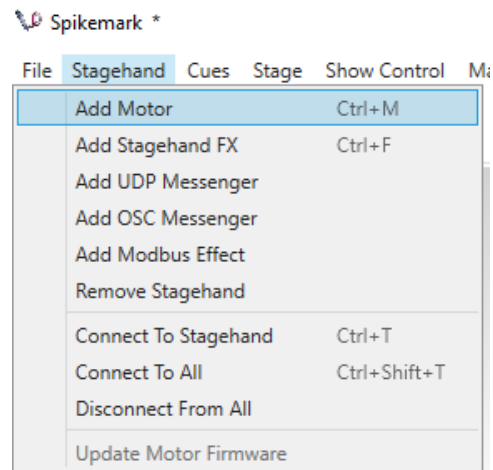 Spikemark *
File Stagehand Cues Stage Show Control Ma
Add Motor Ctrl+M
Add Stagehand FX Ctrl+F
Add UDP Messenger
Add OSC Messenger
Add Modbus Effect
Remove Stagehand
Connect To Stagehand Ctrl+T
Connect To All Ctrl+Shift+T
Disconnect From All
Update Motor Firmware